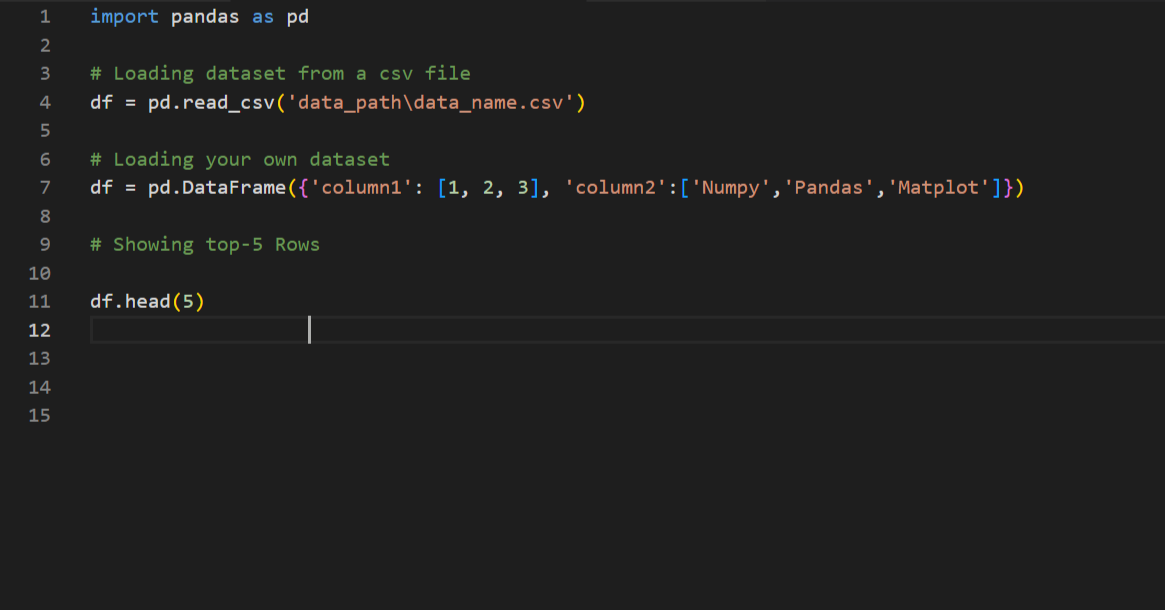 1 import pandas as pd
2
3 # Loading dataset from a csv file
4 df = pd.read_csv('data_path\data_name.csv')
5
6 # Loading your own dataset
7 df = pd.DataFrame({'column1': [1, 2, 3], 'column2':['Numpy','Pandas','Matplot']})
8
9 # Showing top-5 Rows
10
11 df.head(5)
12
13
14
15